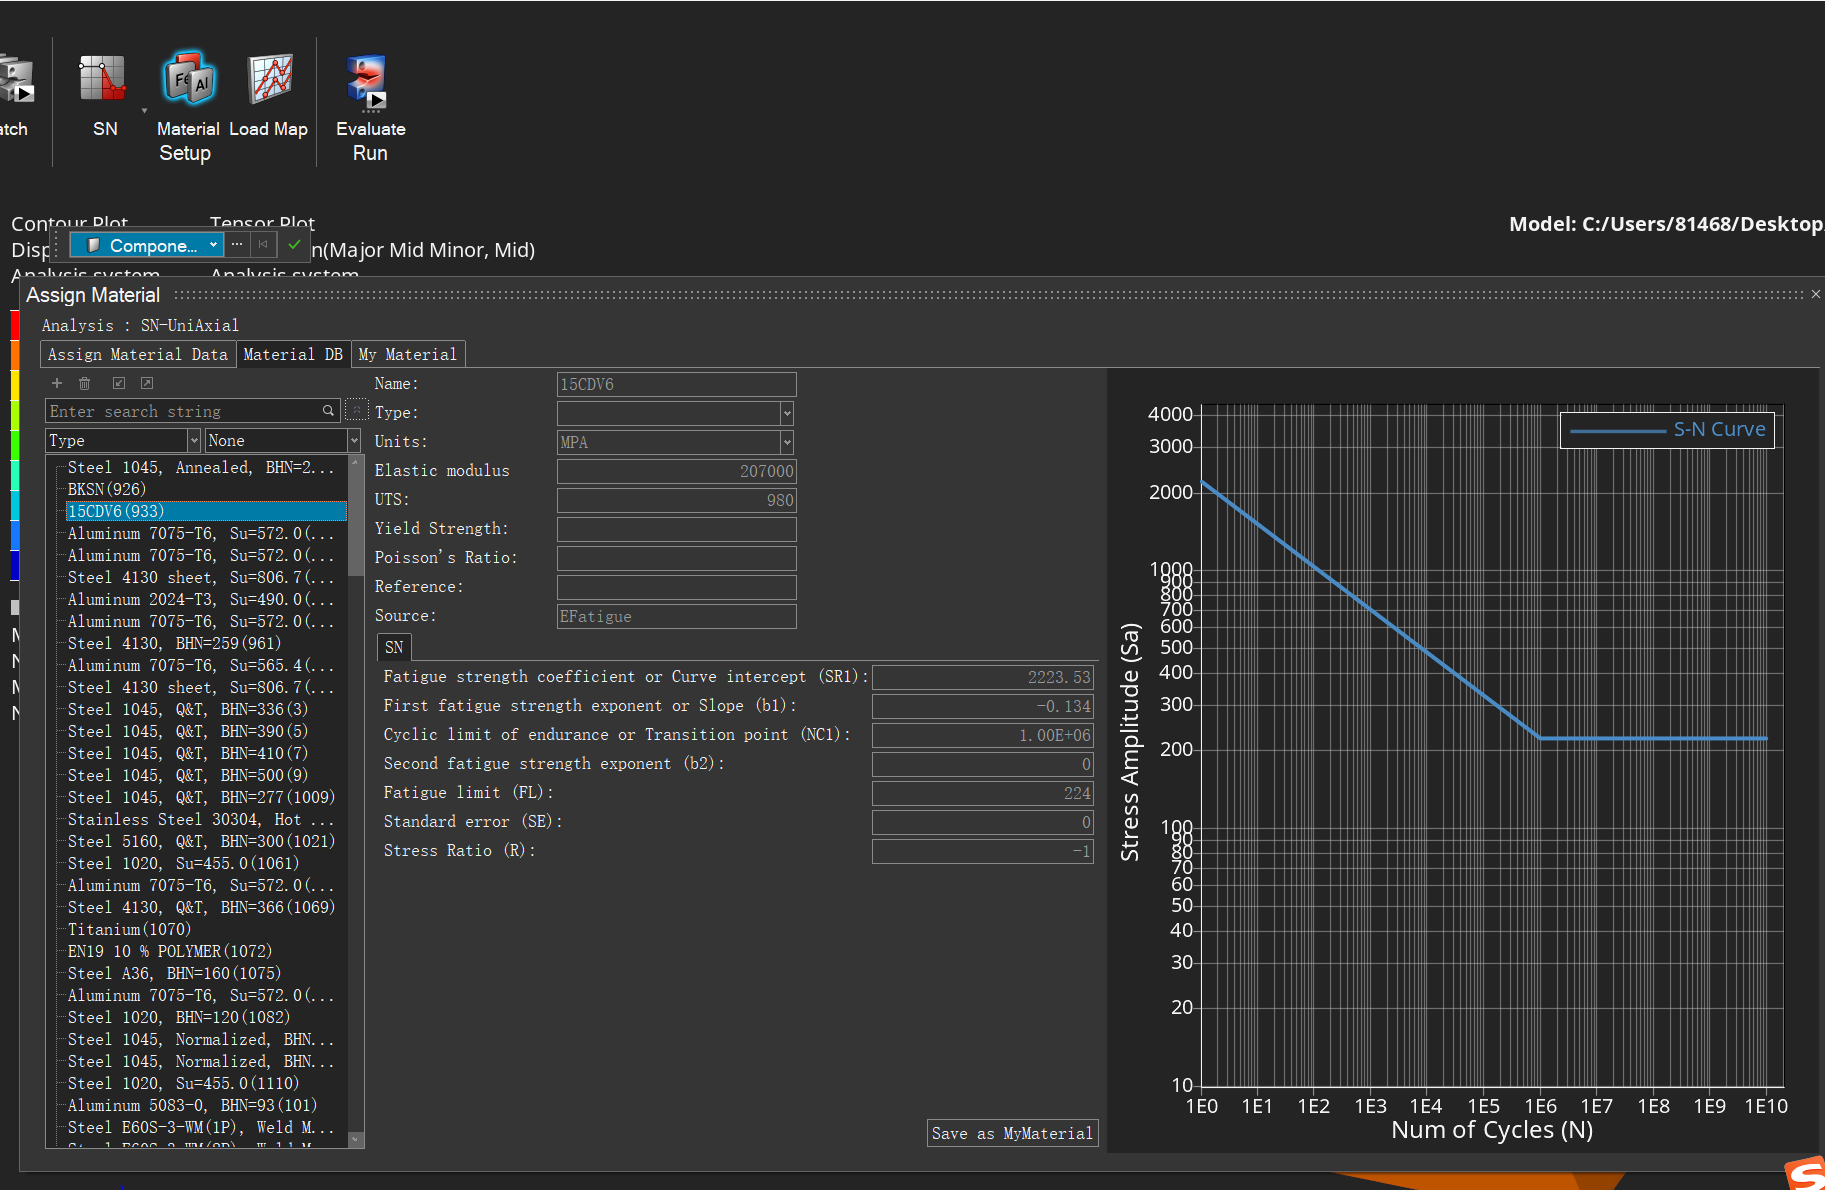 atch
SN
Material Setup
Load Map
Evaluate Run
Fe
Al
Contour Plot
Tensor Plot
Model: C:/Users/81468/Desktop
Disp
Compone...
n(Major Mid Minor, Mid)
Analysis system
Analysis system
Assign Material
Analysis : SN-UniAxial
Assign Material Data
Material DB
My Material
Enter search string
Type
None
Steel 1045, Annealed, BHN=2...
BKSN(926)
15CDV6(933)
Aluminum 7075-T6, Su=572.0(...
Aluminum 7075-T6, Su=572.0(...
Steel 4130 sheet, Su=806.7(...
Aluminum 2024-T3, Su=490.0(...
Aluminum 7075-T6, Su=572.0(...
Steel 4130, BHN=259(961)
Aluminum 7075-T6, Su=565.4(...
Steel 4130 sheet, Su=806.7(...
Steel 1045, Q&T, BHN=336(3)
Steel 1045, Q&T, BHN=390(5)
Steel 1045, Q&T, BHN=410(7)
Steel 1045, Q&T, BHN=500(9)
Steel 1045, Q&T, BHN=277(1009)
Stainless Steel 30304, Hot ...
Steel 5160, Q&T, BHN=300(1021)
Steel 1020, Su=455.0(1061)
Aluminum 7075-T6, Su=572.0(...
Steel 4130, Q&T, BHN=366(1069)
Titanium(1070)
EN19 10 % POLYMER(1072)
Steel A36, BHN=160(1075)
Aluminum 7075-T6, Su=572.0(...
Steel 1020, BHN=120(1082)
Steel 1045, Normalized, BHN...
Steel 1045, Normalized, BHN...
Steel 1020, Su=455.0(1110)
Aluminum 5083-0, BHN=93(101)
Steel E60S-3-WM(1P), Weld M...
Name: 15CDV6
Type:
Units: MPA
Elastic modulus 207000
UTS: 980
Yield Strength:
Poisson's Ratio:
Reference:
Source: EFatigue
SN
Fatigue strength coefficient or Curve intercept (SR1): 2223.53
First fatigue strength exponent or Slope (b1): -0.134
Cyclic limit of endurance or Transition point (NC1): 1.00E+06
Second fatigue strength exponent (b2): 0
Fatigue limit (FL): 224
Standard error (SE): 0
Stress Ratio (R): -1
Save as MyMaterial
S-N Curve
Stress Amplitude (Sa)
4000
3000
2000
1000
900
800
700
600
500
400
300
200
100
90
80
70
60
50
40
30
20
10
1E0 1E1 1E2 1E3 1E4 1E5 1E6 1E7 1E8 1E9 1E10
Num of Cycles (N)